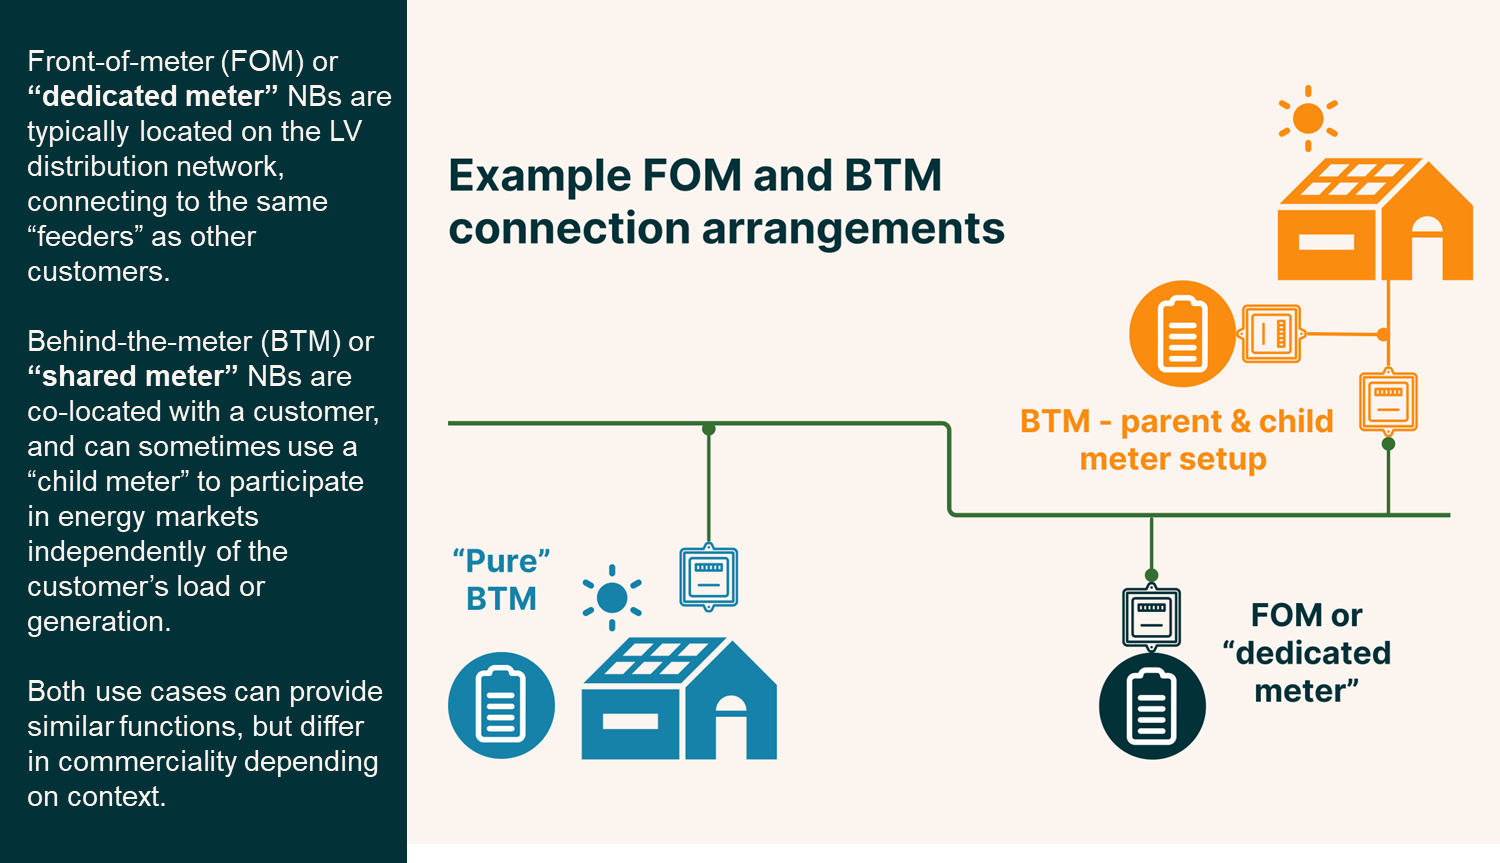 Front-of-meter (FOM) or
“dedicated meter” NBs are
typically located on the LV
distribution network,
connecting to the same
“feeders” as other
customers.
Behind-the-meter (BTM) or
“shared meter” NBs are
co-located with a customer,
and can sometimes use a
“child meter” to participate
in energy markets
independently of the
customer’s load or
generation.
Both use cases can provide
similar functions, but differ
in commerciality depending
on context.
Example FOM and BTM
connection arrangements
BTM - parent & child
meter setup
“Pure”
BTM
FOM or
“dedicated
meter”